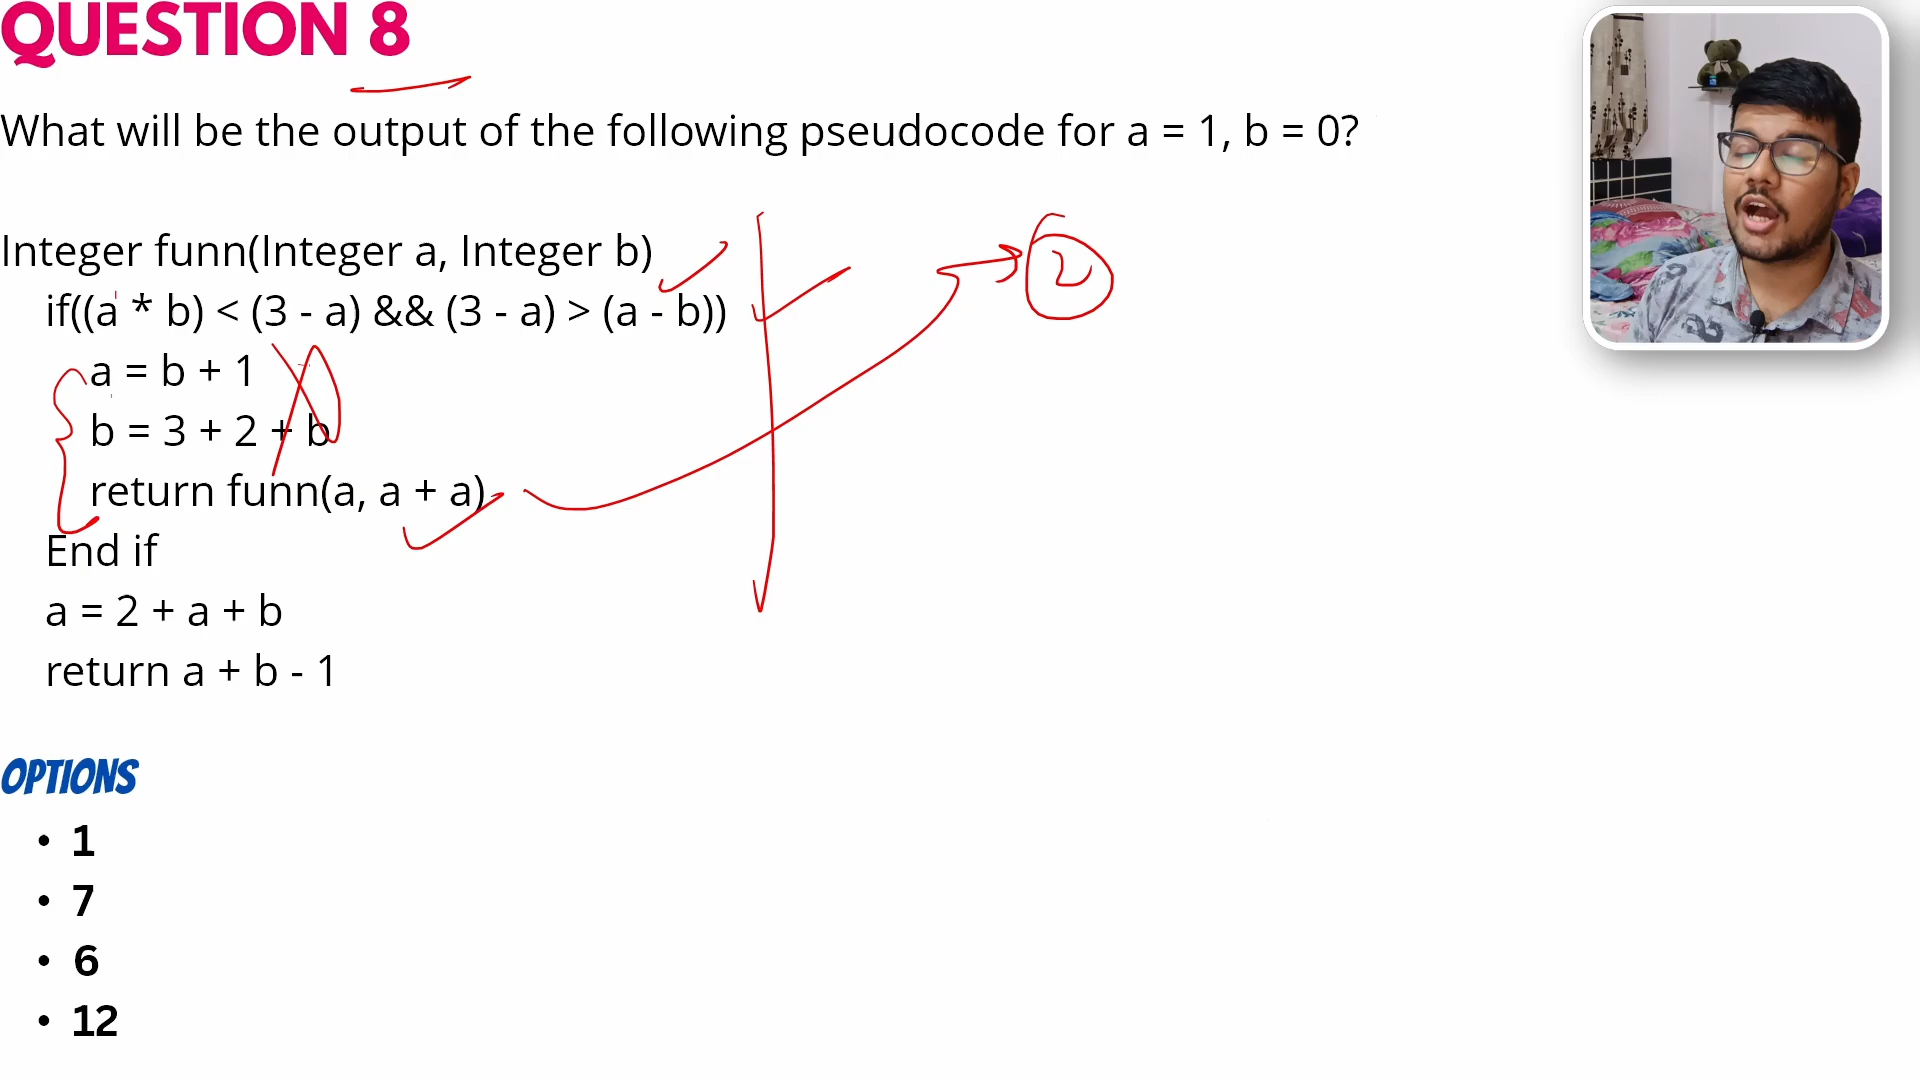 QUESTION 8
What will be the output of the following pseudocode for a = 1, b = 0?
Integer funn(Integer a, Integer b)
if((a * b) < (3 - a) && (3 - a) > (a - b))
a = b + 1
b = 3 + 2 + b
return funn(a, a + a)
End if
a = 2 + a + b
return a + b - 1
2
OPTIONS
• 1
• 7
• 6
• 12